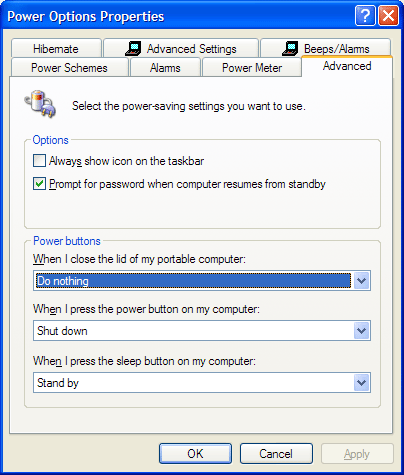 Power Options Properties
Hibernate
Advanced Settings
Beeps/Alarms
Power Schemes
Alarms
Power Meter
Advanced
Select the power-saving settings you want to use.
Options
Always show icon on the taskbar
Prompt for password when computer resumes from standby
Power buttons
When I close the lid of my portable computer:
Do nothing
When I press the power button on my computer:
Shut down
When I press the sleep button on my computer:
Stand by
OK
Cancel
Apply